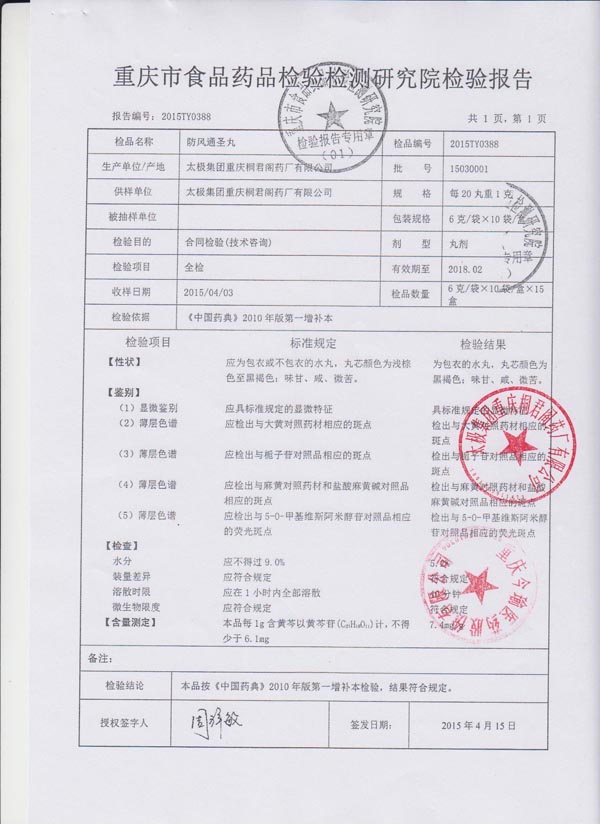 重庆市食品药品检验检测研究院检验报告
报告编号：2015TY0388 共 1 页，第 1 页
检品名称 防风通圣丸 检品编号 2015TY0388
生产单位/产地 太极集团重庆桐君阁药厂有限公司 批 号 15030001
供样单位 太极集团重庆桐君阁药厂有限公司 规 格 每 20 丸重 1 克
被抽样单位 包装规格 6 克/袋×10 袋/盒
检验目的 合同检验(技术咨询) 剂 型 丸剂
检验项目 全检 有效期至 2018.02
收样日期 2015/04/03 检品数量 6 克/袋×10 袋/盒×15
盒
检验依据 《中国药典》2010 年版第一增补本
检验项目 标准规定 检验结果
【性状】 应为包衣或不包衣的水丸，丸芯颜色为浅棕 为包衣的水丸，丸芯颜色为
色至黑褐色；味甘、咸、微苦。 黑褐色；味甘、咸、微苦。
【鉴别】
（1）显微鉴别 应具标准规定的显微特征 具标准规定的显微特征
（2）薄层色谱 应检出与大黄对照药材相应的斑点 检出与大黄对照药材相应的
斑点
（3）薄层色谱 应检出与栀子苷对照品相应的斑点 检出与栀子苷对照品相应的
斑点
（4）薄层色谱 应检出与麻黄对照药材和盐酸麻黄碱对照品 检出与麻黄对照药材和盐酸
相应的斑点 麻黄碱对照品相应的斑点
（5）薄层色谱 应检出与 5-O-甲基维斯阿米醇苷对照品相应 检出与 5-O-甲基维斯阿米醇
的荧光斑点 苷对照品相应的荧光斑点
【检查】
水分 应不得过 9.0%
装量差异 应符合规定 符合规定
溶散时限 应在 1 小时内全部溶散 分钟
微生物限度 应符合规定 符合规定
【含量测定】 本品每 1g 含黄芩以黄芩苷(C₂₁H₁₈O₁₁)计，不得 7.4mg/g
少于 6.1mg
备注：
检验结论 本品按《中国药典》2010 年版第一增补本检验，结果符合规定。
授权签字人 签发日期： 2015 年 4 月 15 日
重庆市食品药品检验检测研究院
检验报告专用章
(01)
太极集团重庆桐君阁药厂有限公司